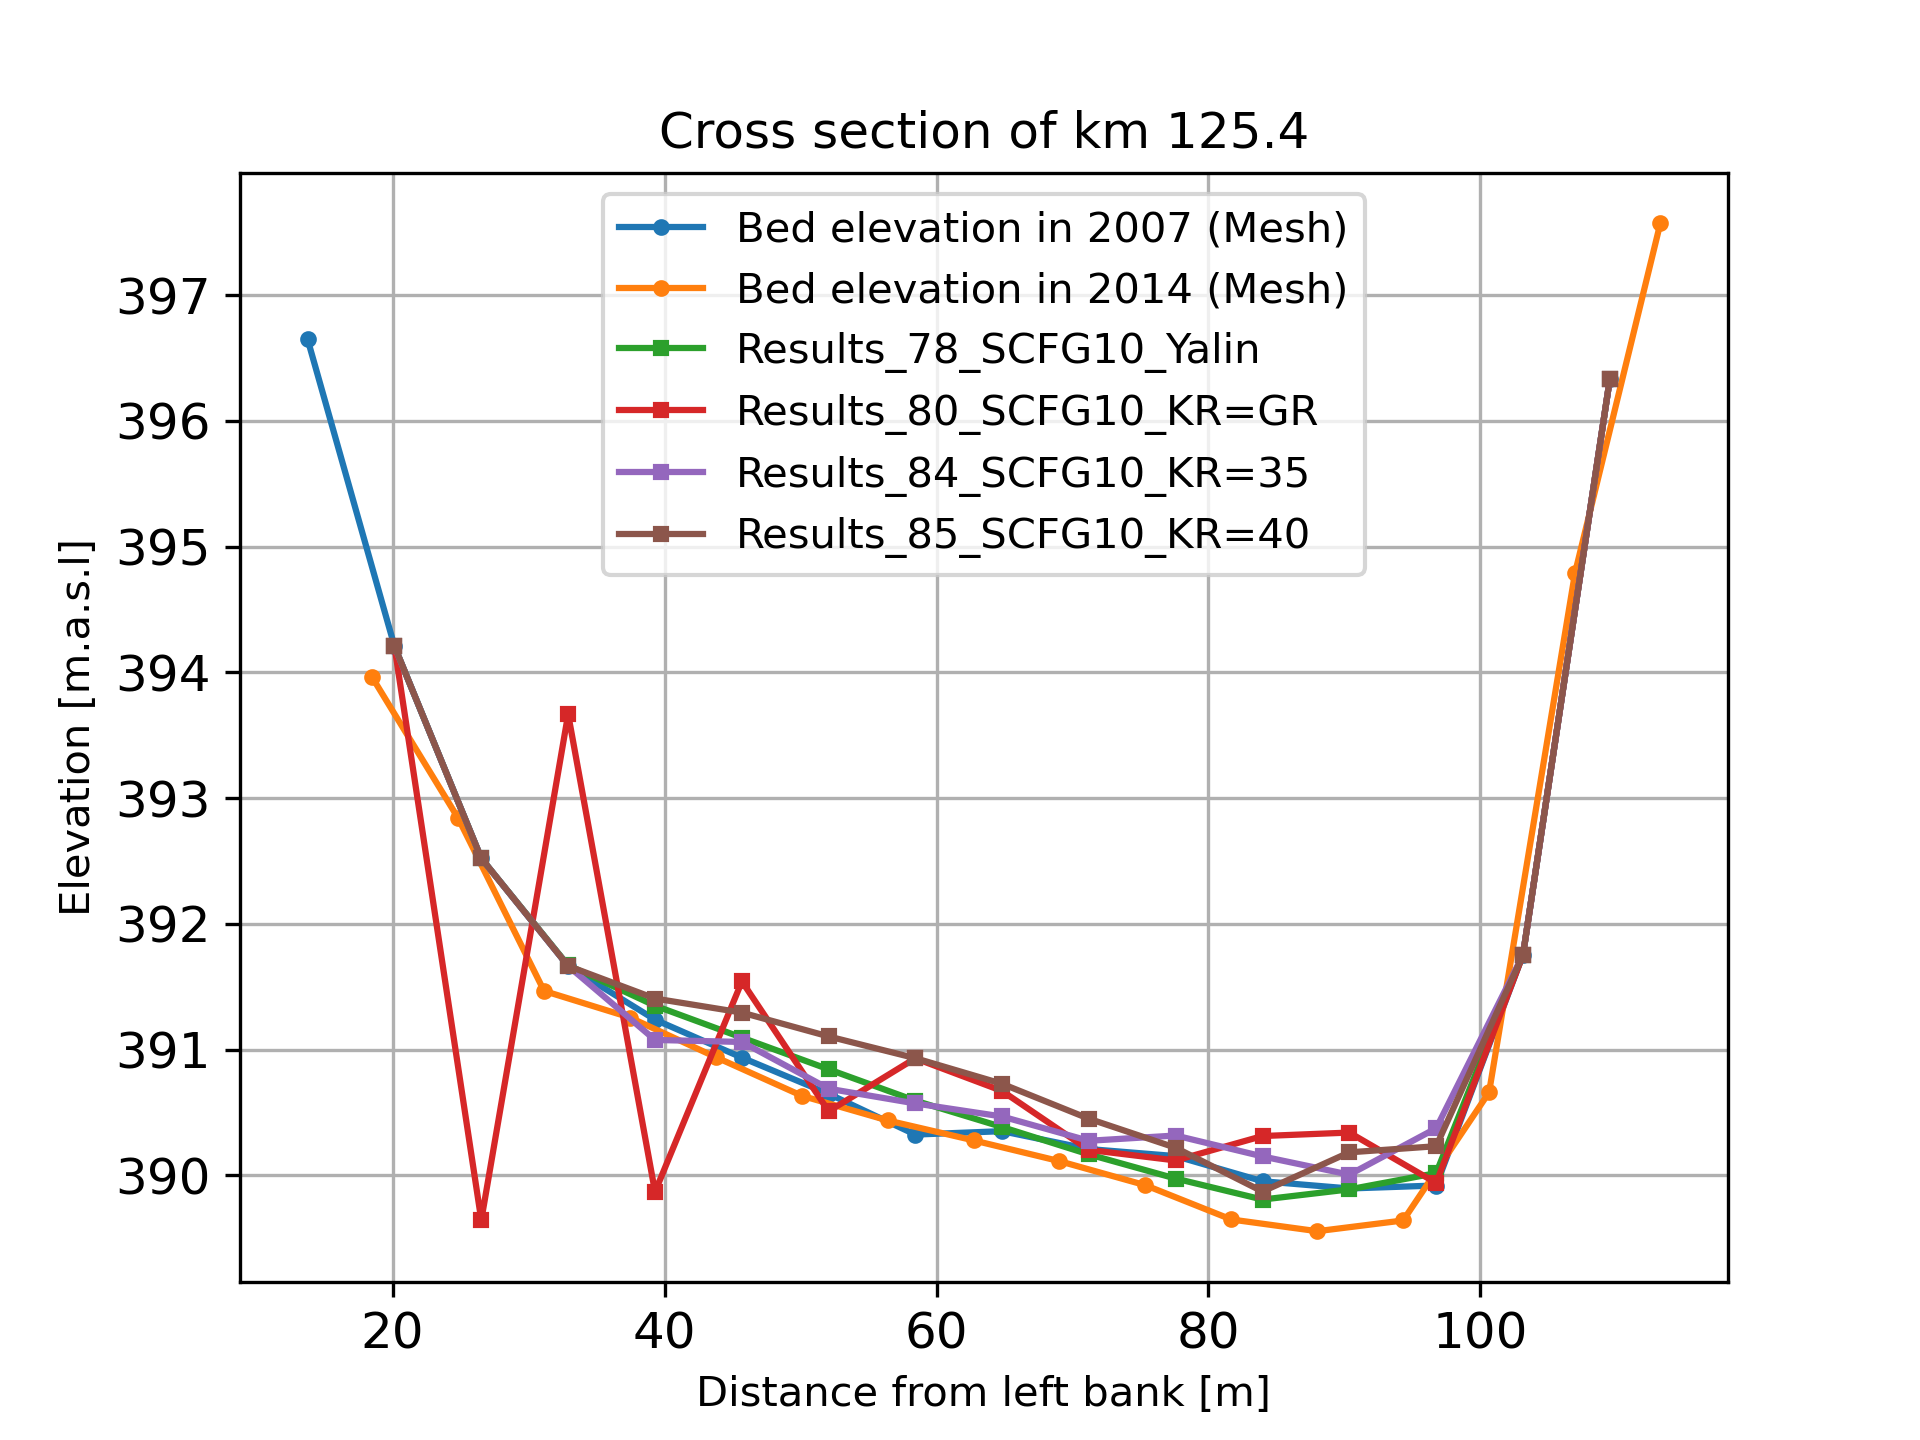 Cross section of km 125.4
Bed elevation in 2007 (Mesh)
Bed elevation in 2014 (Mesh)
Results_78_SCFG10_Yalin
Results_80_SCFG10_KR=GR
Results_84_SCFG10_KR=35
Results_85_SCFG10_KR=40
397
396
395
394
393
392
391
390
Elevation [m.a.s.l]
20 40 60 80 100
Distance from left bank [m]